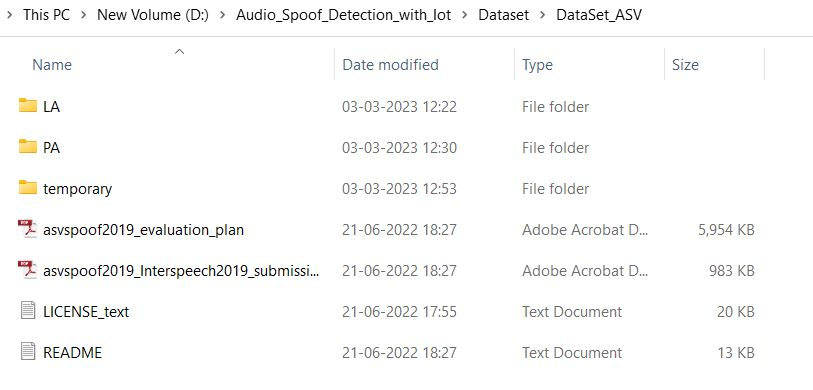 This PC > New Volume (D:) > Audio_Spoof_Detection_with_Iot > Dataset > DataSet_ASV
Name Date modified Type Size
LA 03-03-2023 12:22 File folder
PA 03-03-2023 12:30 File folder
temporary 03-03-2023 12:53 File folder
asvspoof2019_evaluation_plan 21-06-2022 18:27 Adobe Acrobat D... 5,954 KB
asvspoof2019_Interspeech2019_submissi... 21-06-2022 18:27 Adobe Acrobat D... 983 KB
LICENSE_text 21-06-2022 17:55 Text Document 20 KB
README 21-06-2022 18:27 Text Document 13 KB